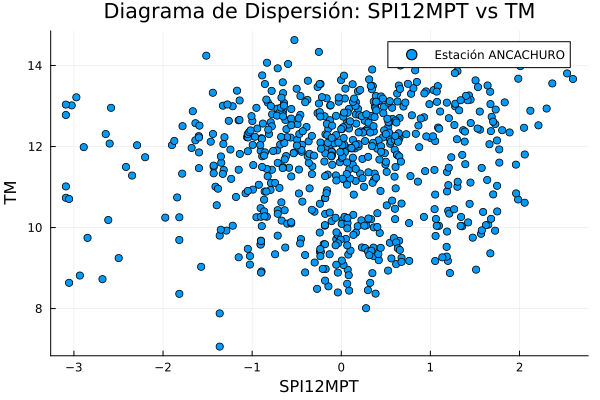 Diagrama de Dispersión: SPI12MPT vs TM
Estación ANCACHURO
TM
14
12
10
8
−3
−2
−1
0
1
2
SPI12MPT